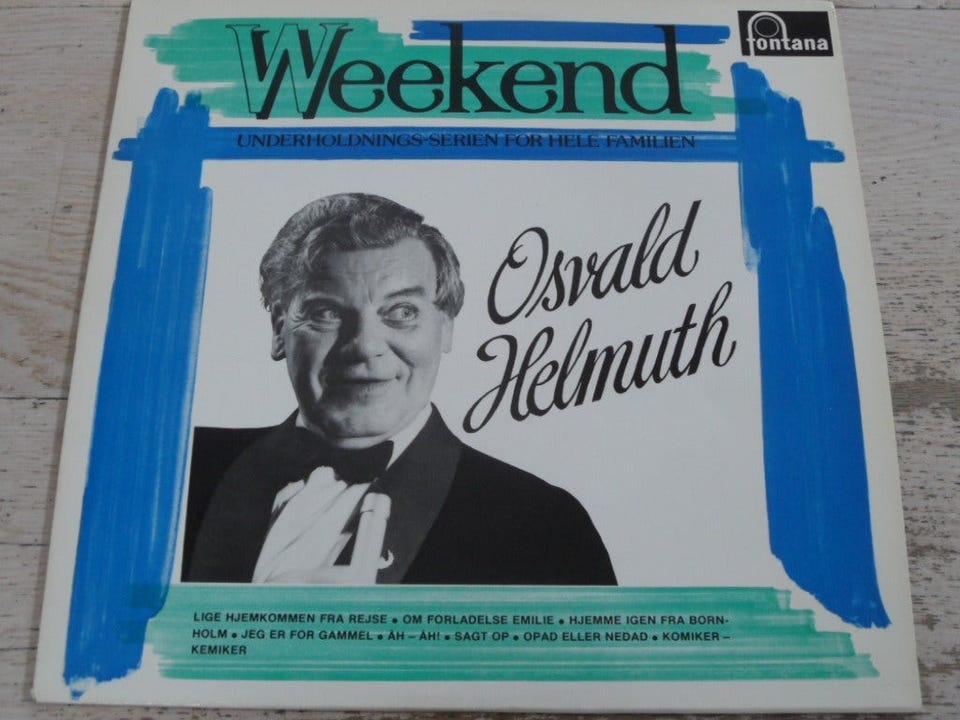 Weekend
fontana
UNDERHOLDNINGS-SERIEN FOR HELE FAMILIEN
Osvald
Helmuth
LIGE HJEMKOMMEN FRA REJSE • OM FORLADELSE EMILIE • HJEMME IGEN FRA BORN-
HOLM • JEG ER FOR GAMMEL • ÅH – ÅH! • SAGT OP • OPAD ELLER NEDAD • KOMIKER –
KEMIKER